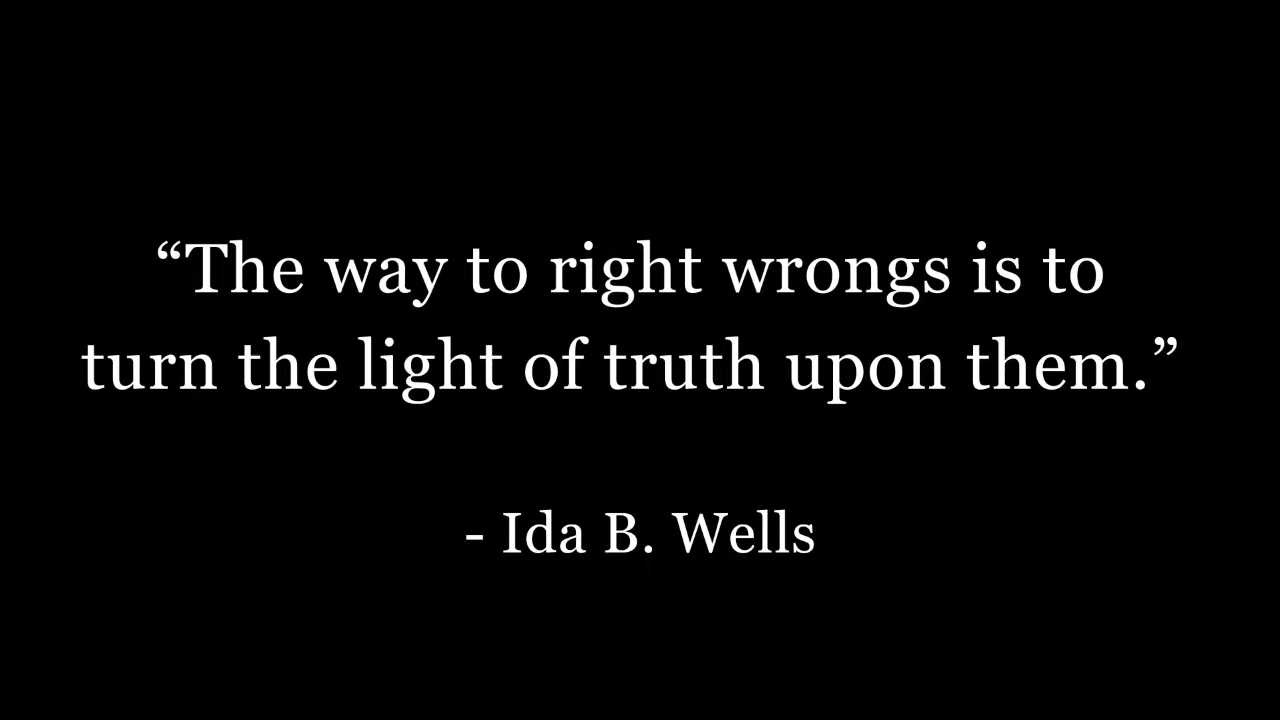 “The way to right wrongs is to
turn the light of truth upon them.”
- Ida B. Wells